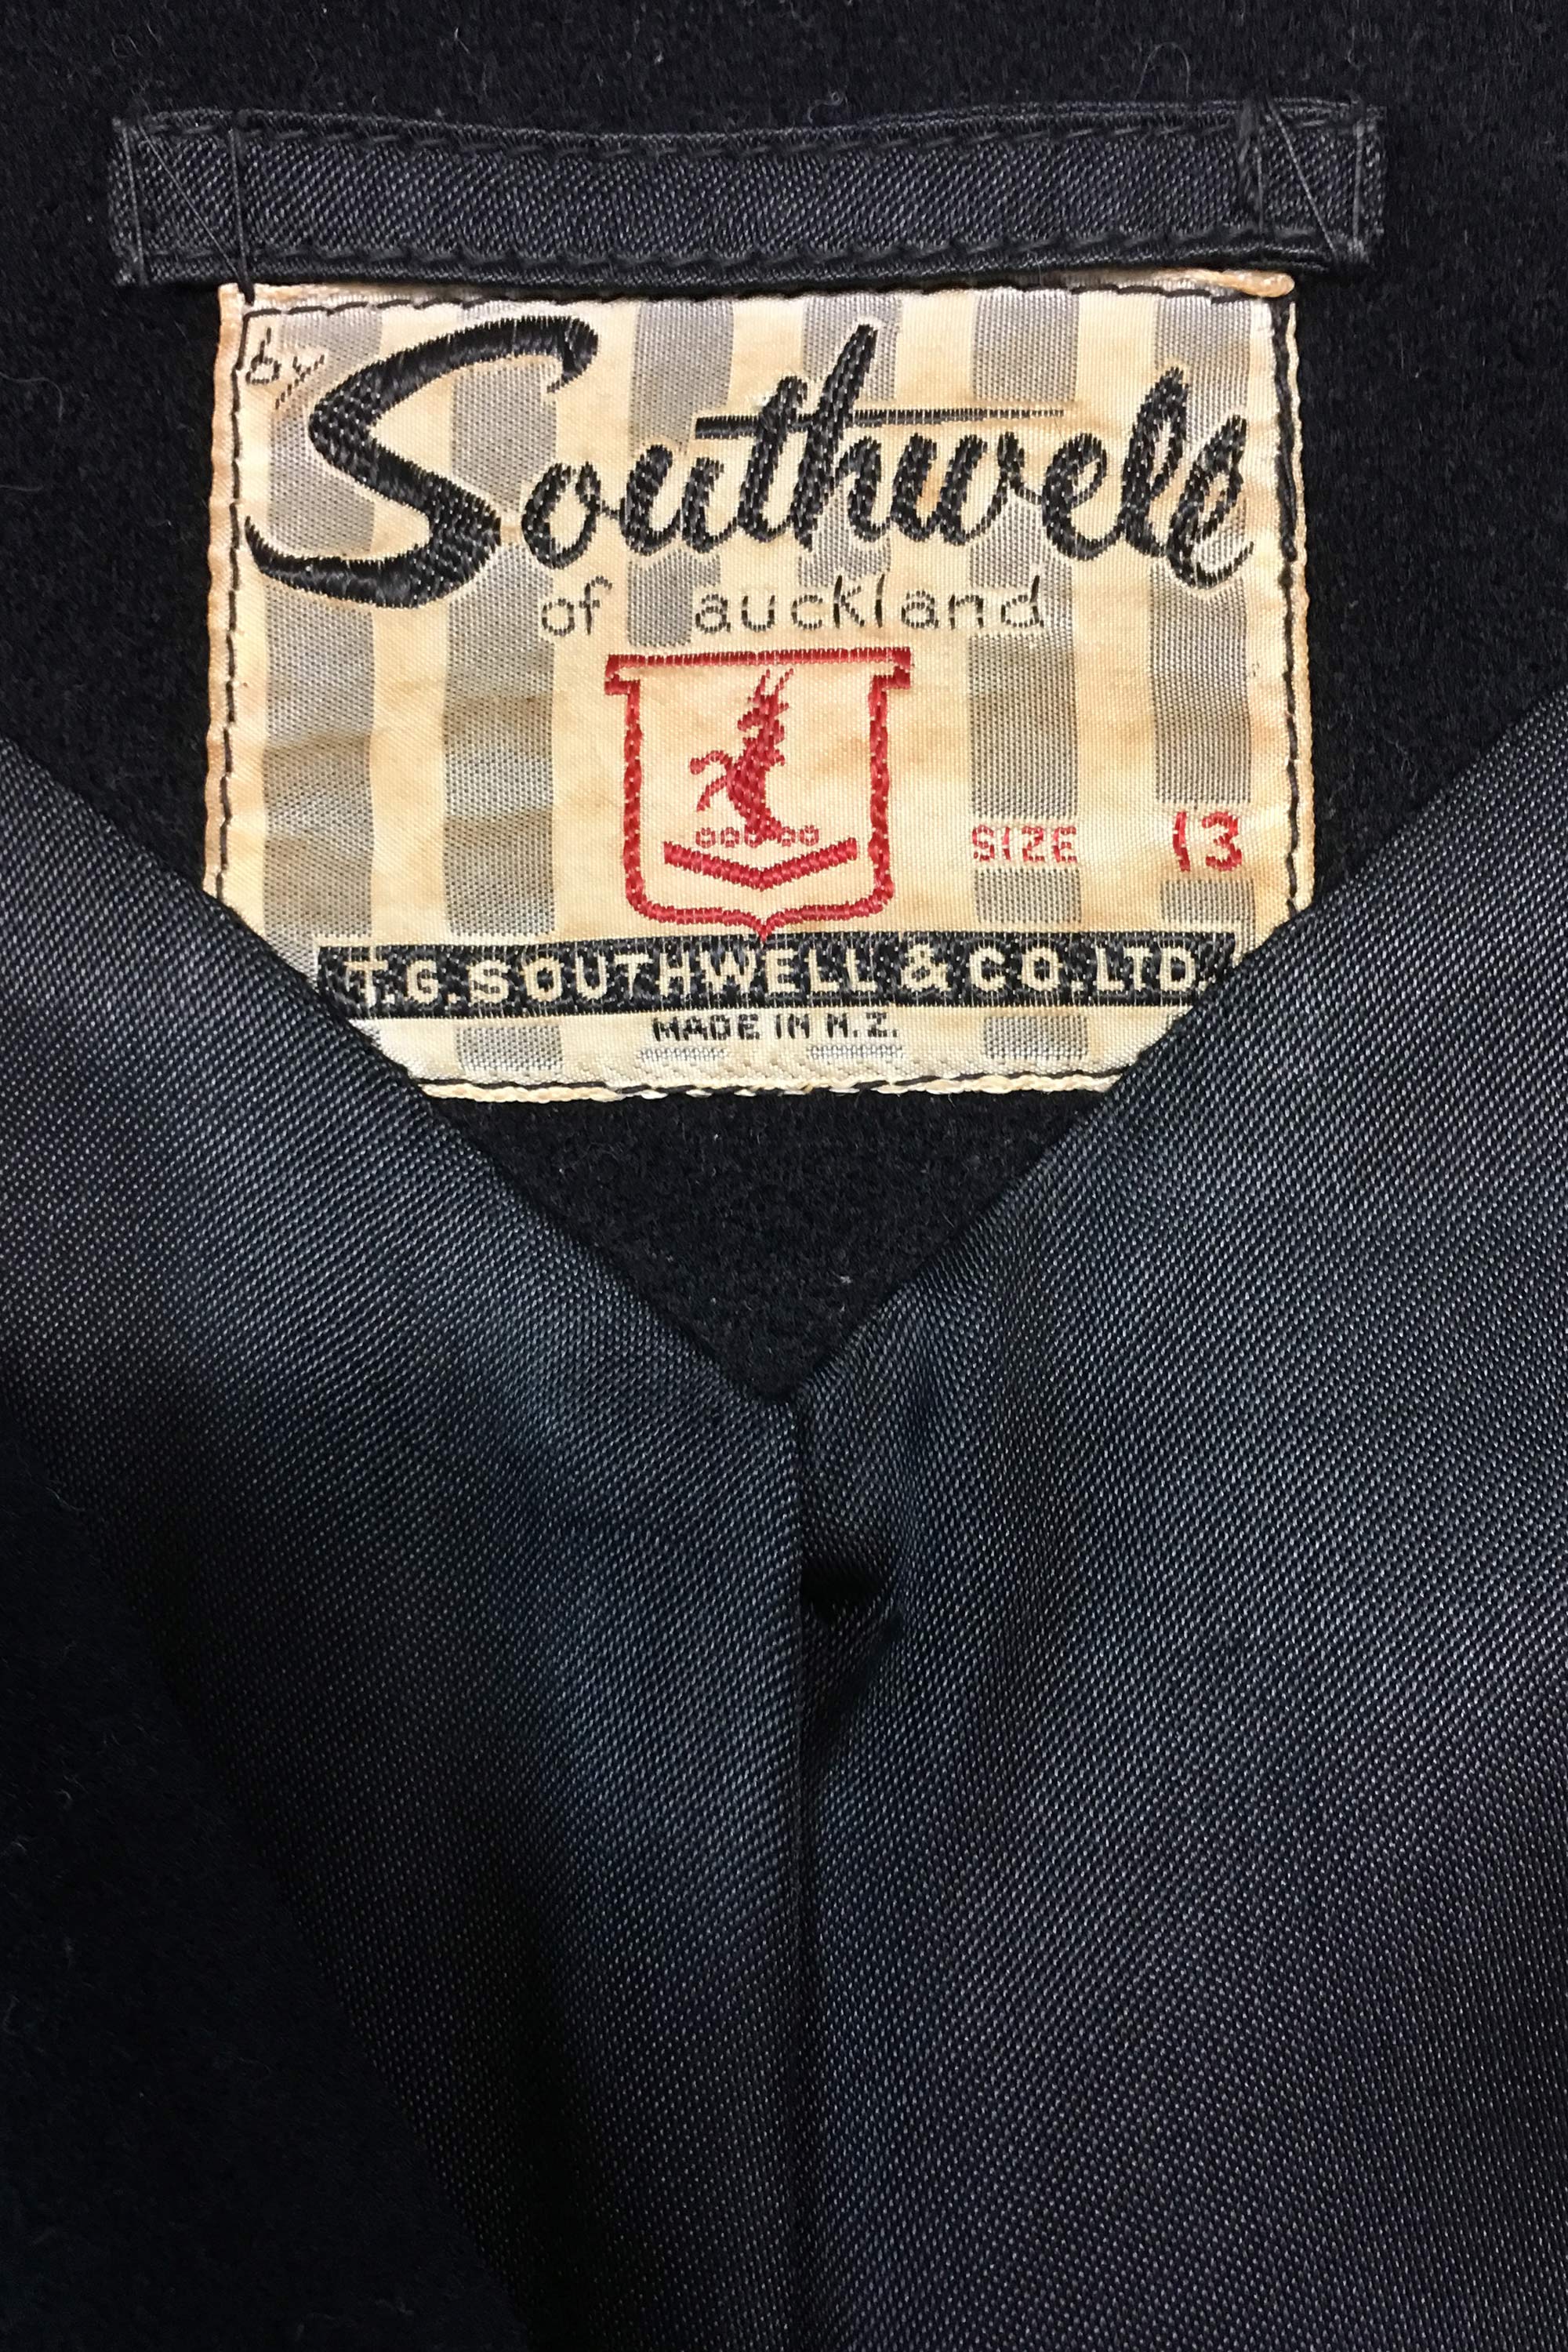 by
Southwell
of auckland
SIZE 13
T.G. SOUTHWELL & CO. LTD.
MADE IN N.Z.